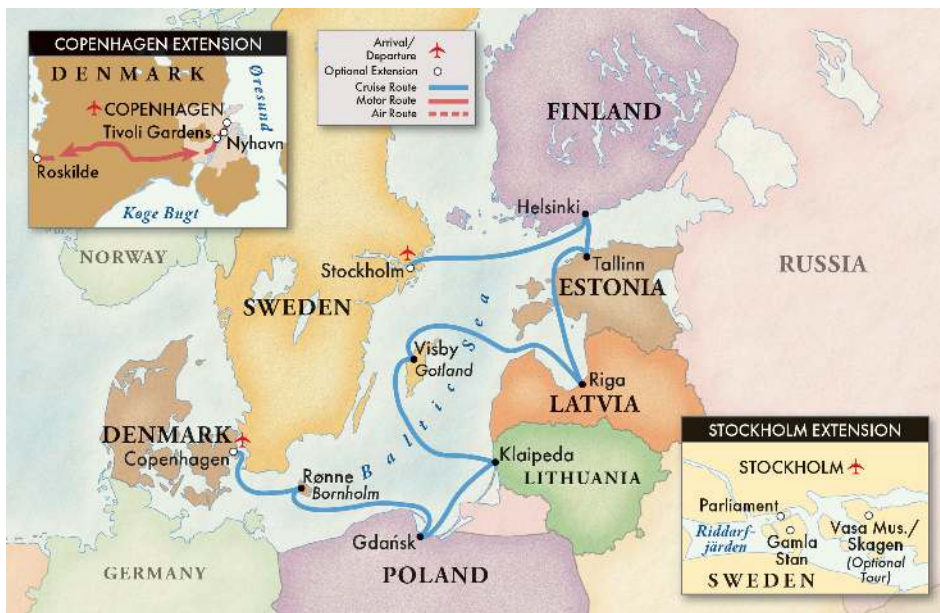 COPENHAGEN EXTENSION
DENMARK
Øresund
COPENHAGEN
Tivoli Gardens
Nyhavn
Roskilde
Køge Bugt
Arrival/
Departure
Optional Extension
Cruise Route
Motor Route
Air Route
FINLAND
Helsinki
NORWAY
Stockholm
SWEDEN
Tallinn
ESTONIA
RUSSIA
Baltic Sea
Visby
Gotland
Riga
LATVIA
DENMARK
Copenhagen
Rønne
Bornholm
Klaipeda
LITHUANIA
Gdańsk
POLAND
GERMANY
STOCKHOLM EXTENSION
STOCKHOLM
Parliament
Riddarf-
järden
Gamla
Stan
Vasa Mus./
Skagen
(Optional
Tour)
SWEDEN